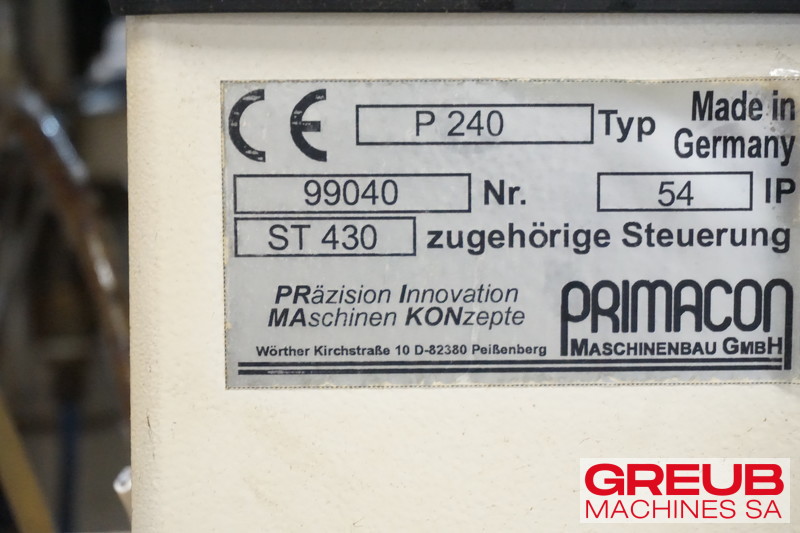 CE P 240 Typ Made in
Germany
99040 Nr. 54 IP
ST 430 zugehörige Steuerung
PRäzision Innovation
MAschinen KONzepte
PRIMACON
MASCHINENBAU GMBH
Wörther Kirchstraße 10 D-82380 Peißenberg
GREUB
MACHINES SA